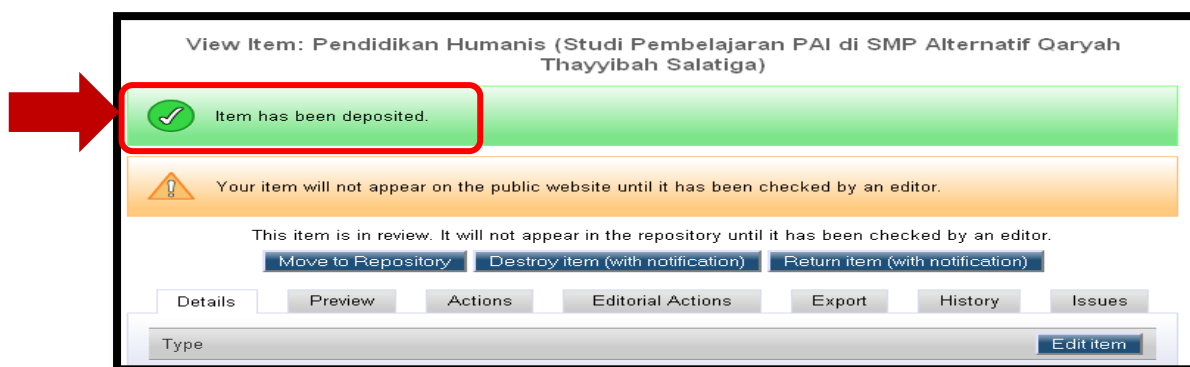 View Item: Pendidikan Humanis (Studi Pembelajaran PAI di SMP Alternatif Qaryah
Thayyibah Salatiga)
Item has been deposited.
Your item will not appear on the public website until it has been checked by an editor.
This item is in review. It will not appear in the repository until it has been checked by an editor.
Move to Repository Destroy item (with notification) Return item (with notification)
Details Preview Actions Editorial Actions Export History Issues
Type Edit item